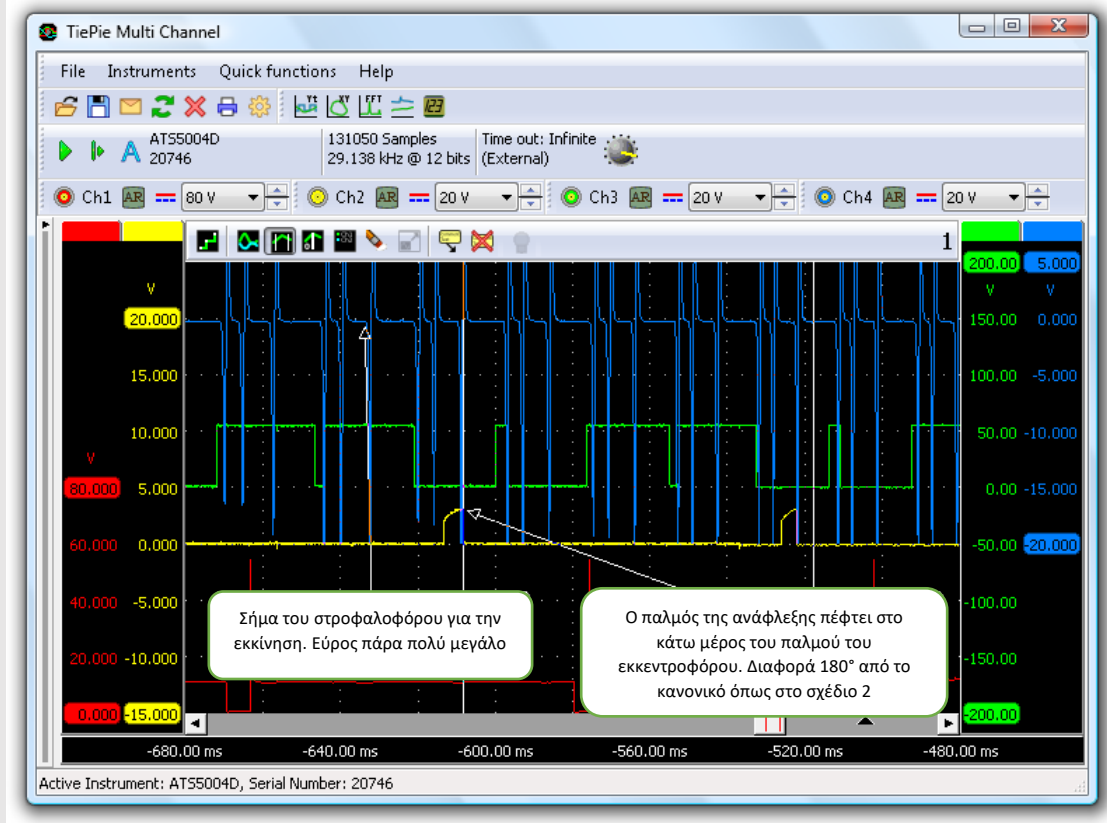 TiePie Multi Channel
File Instruments Quick functions Help
Yt XY FFT 123
ATS5004D
20746
131050 Samples
29.138 kHz @ 12 bits
Time out: Infinite
(External)
Ch1 AR 80 V Ch2 AR 20 V Ch3 AR 20 V Ch4 AR 20 V
1
200.00 5.000
V V V
20.000 150.00 0.000
15.000 100.00 -5.000
10.000 50.00 -10.000
V
80.000 5.000 0.00 -15.000
60.000 0.000 -50.00 -20.000
40.000 -5.000 -100.00
Σήμα του στροφαλοφόρου για την
εκκίνηση. Εύρος πάρα πολύ μεγάλο
Ο παλμός της ανάφλεξης πέφτει στο
κάτω μέρος του παλμού του
εκκεντροφόρου. Διαφορά 180° από το
κανονικό όπως στο σχέδιο 2
20.000 -10.000 -150.00
0.000 -15.000 -200.00
-680.00 ms -640.00 ms -600.00 ms -560.00 ms -520.00 ms -480.00 ms
Active Instrument: ATS5004D, Serial Number: 20746